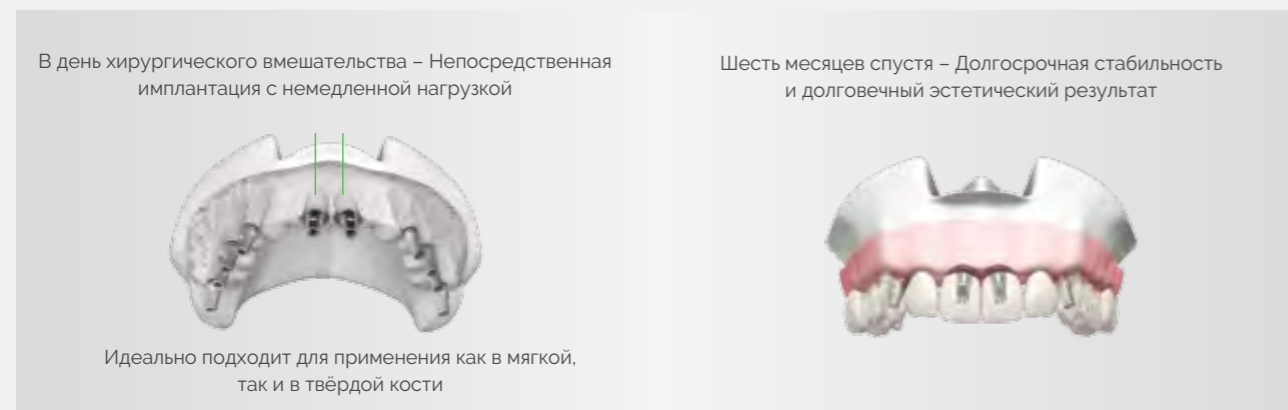 В день хирургического вмешательства – Непосредственная
имплантация с немедленной нагрузкой
Идеально подходит для применения как в мягкой,
так и в твёрдой кости
Шесть месяцев спустя – Долгосрочная стабильность
и долговечный эстетический результат